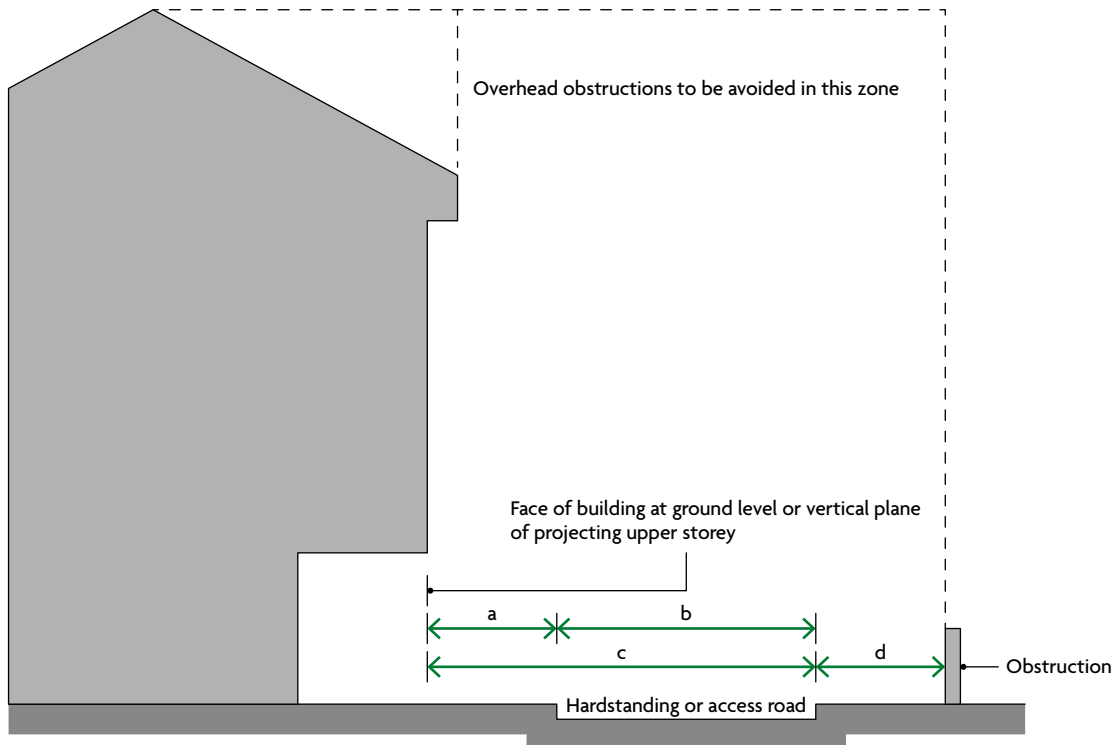 Overhead obstructions to be avoided in this zone
Face of building at ground level or vertical plane
of projecting upper storey
a
b
c
d
Obstruction
Hardstanding or access road